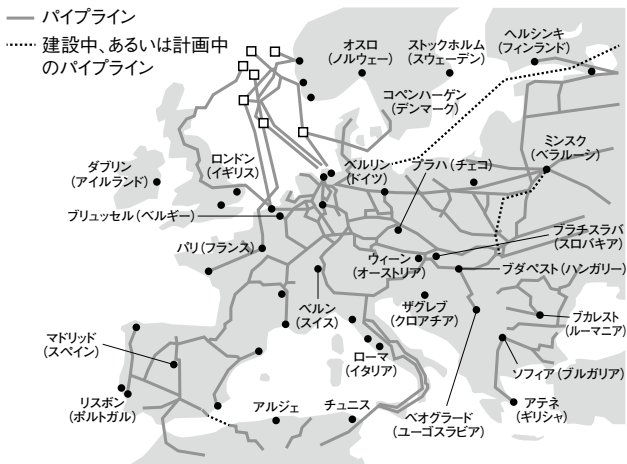 パイプライン
建設中、あるいは計画中
のパイプライン
オスロ
(ノルウェー)
ストックホルム
(スウェーデン)
ヘルシンキ
(フィンランド)
コペンハーゲン
(デンマーク)
ミンスク
(ベラルーシ)
ロンドン
(イギリス)
ダブリン
(アイルランド)
ベルリン
(ドイツ)
プラハ(チェコ)
ブリュッセル(ベルギー)
ブラチスラバ
(スロバキア)
パリ(フランス)
ウィーン
(オーストリア)
ブダペスト(ハンガリー)
ベルン
(スイス)
ザグレブ
(クロアチア)
ブカレスト
(ルーマニア)
マドリッド
(スペイン)
ローマ
(イタリア)
ソフィア(ブルガリア)
リスボン
(ポルトガル)
アルジェ
チュニス
ベオグラード
(ユーゴスラビア)
アテネ
(ギリシャ)